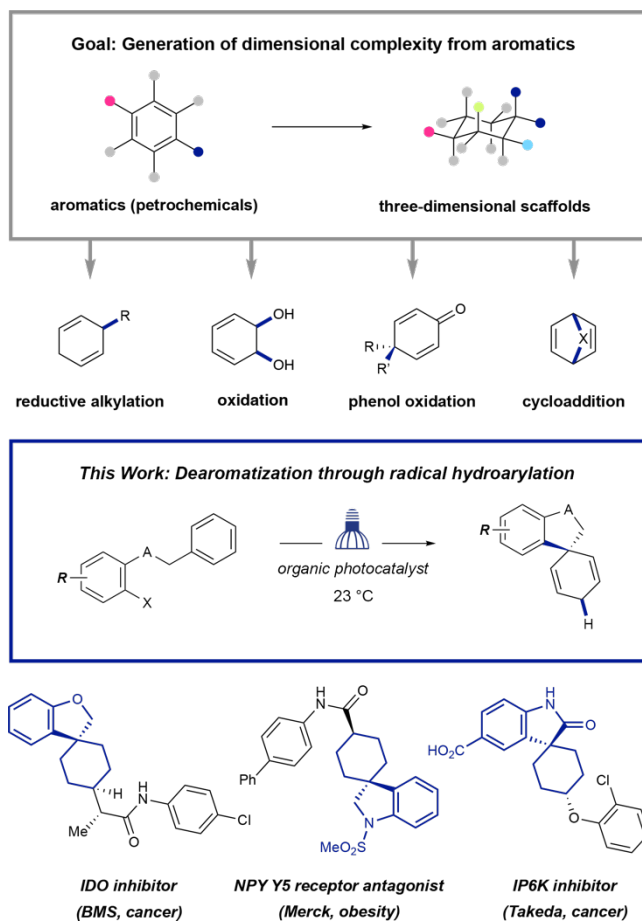 Goal: Generation of dimensional complexity from aromatics
aromatics (petrochemicals)
three-dimensional scaffolds
R
OH
OH
O
R
R'
X
reductive alkylation
oxidation
phenol oxidation
cycloaddition
This Work: Dearomatization through radical hydroarylation
R
A
X
organic photocatalyst
23 °C
A
R
H
O
H
H
N
Me
O
Cl
H
N
O
Ph
N
MeO₂S
H
N
O
HO₂C
Cl
O
IDO inhibitor
(BMS, cancer)
NPY Y5 receptor antagonist
(Merck, obesity)
IP6K inhibitor
(Takeda, cancer)